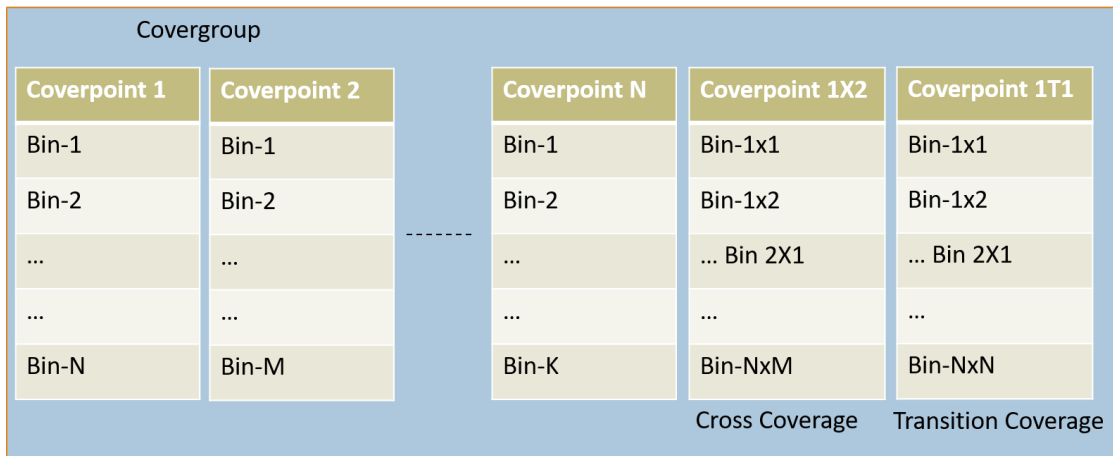 Covergroup
Coverpoint 1 Coverpoint 2 Coverpoint N Coverpoint 1X2 Coverpoint 1T1
Bin-1 Bin-1 Bin-1 Bin-1x1 Bin-1x1
Bin-2 Bin-2 Bin-2 Bin-1x2 Bin-1x2
... ... ... ... Bin 2X1 ... Bin 2X1
... ... ... ... ...
Bin-N Bin-M Bin-K Bin-NxM Bin-NxN
Cross Coverage Transition Coverage